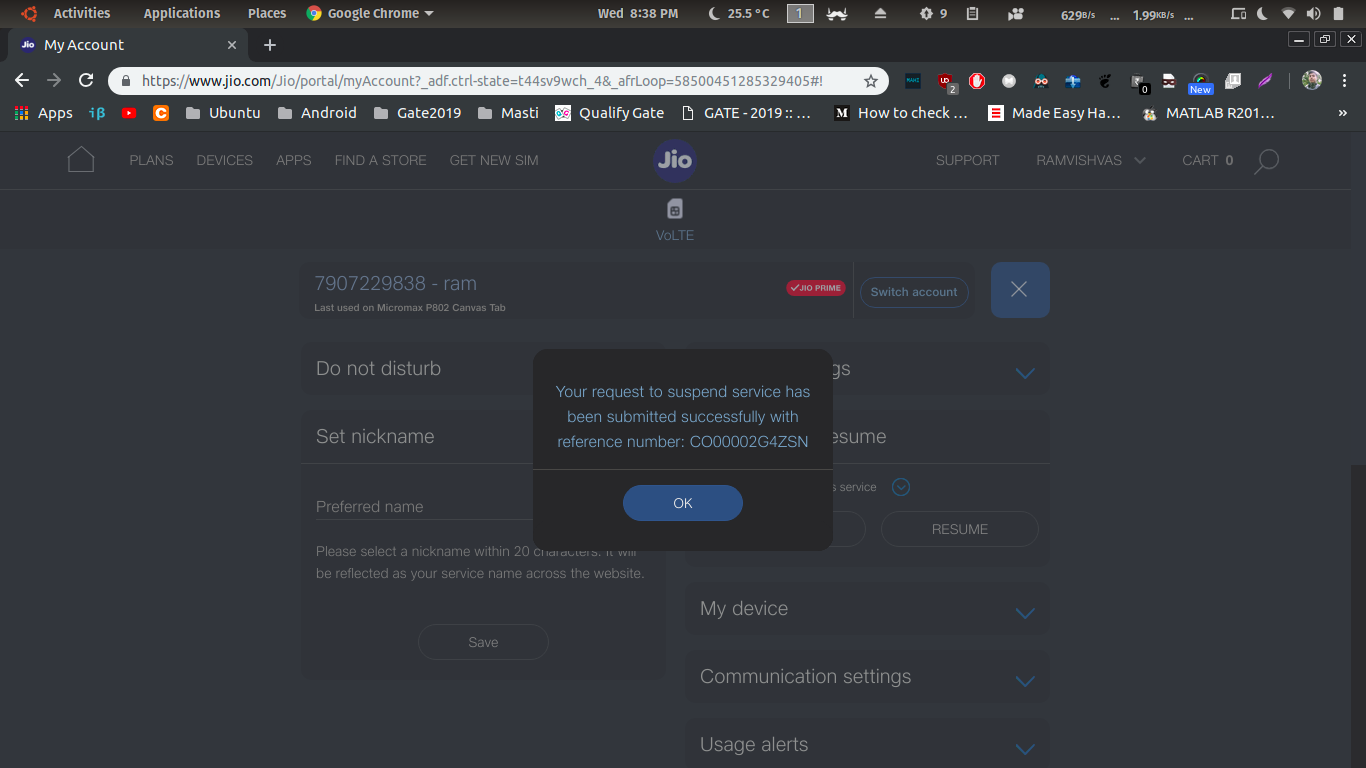 Activities Applications Places Google Chrome Wed 8:38 PM 25.5 °C 1 9 629B/s ... 1.99KB/s ...
Jio My Account
https://www.jio.com/Jio/portal/myAccount?_adf.ctrl-state=t44sv9wch_4&_afrLoop=58500451285329405#! 2 0 New
Apps iβ C Ubuntu Android Gate2019 Masti Qualify Gate GATE - 2019 :: ... M How to check ... Made Easy Ha... MATLAB R201... »
PLANS DEVICES APPS FIND A STORE GET NEW SIM Jio SUPPORT RAMVISHVAS CART 0
VoLTE
7907229838 - ram
Last used on Micromax P802 Canvas Tab
JIO PRIME
Switch account
Do not disturb
gs
Set nickname
esume
Your request to suspend service has
been submitted successfully with
reference number: CO00002G4ZSN
OK
Preferred name
Please select a nickname within 20 characters. It will
be reflected as your service name across the website.
Save
s service
RESUME
My device
Communication settings
Usage alerts